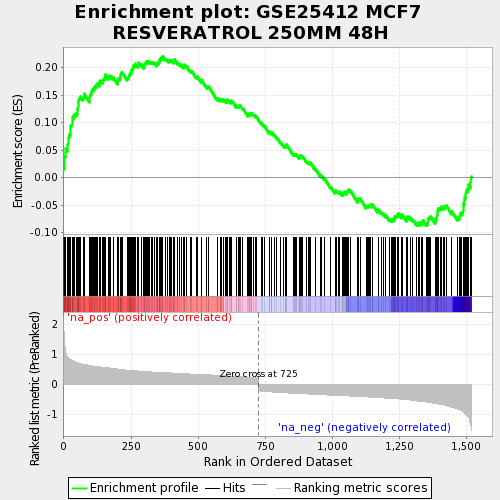 Enrichment plot: GSE25412 MCF7
RESVERATROL 250MM 48H
Enrichment score (ES)
0.20
0.15
0.10
0.05
0.00
-0.05
-0.10
Ranked list metric (PreRanked)
'na_pos' (positively correlated)
2
1
0
-1
Zero cross at 725
'na_neg' (negatively correlated)
0
250
500
750
1,000
1,250
1,500
Rank in Ordered Dataset
Enrichment profile
Hits
Ranking metric scores